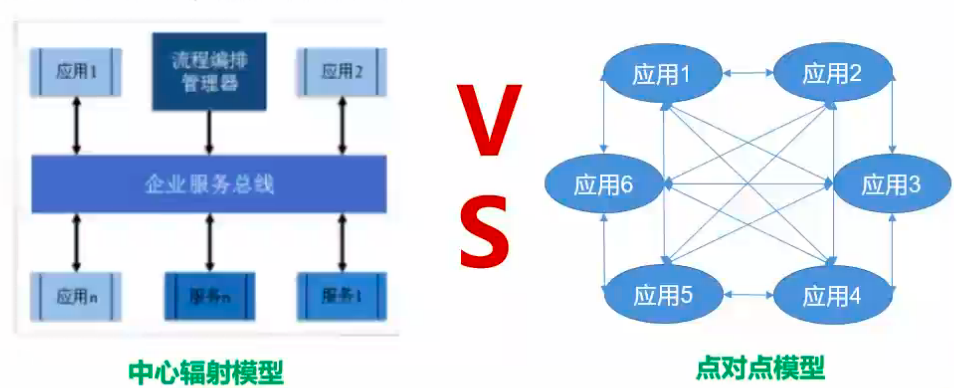 应用1
流程编排
管理器
应用2
企业服务总线
应用n
服务n
服务1
中心辐射模型
V
S
应用1
应用2
应用6
应用3
应用5
应用4
点对点模型